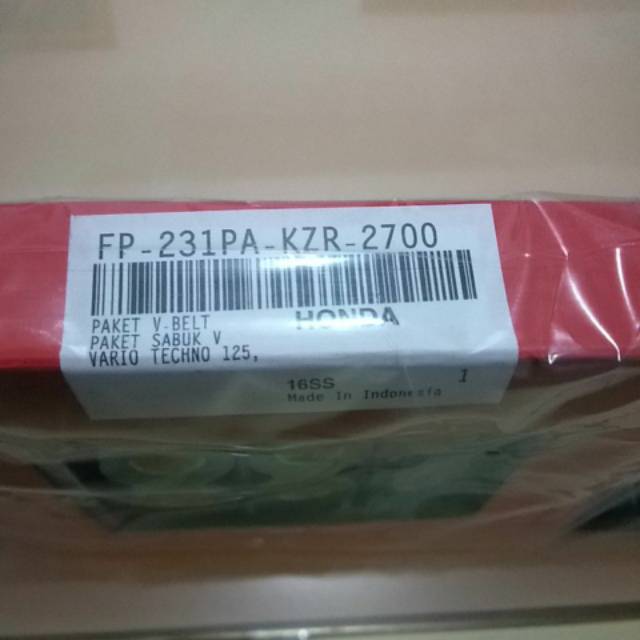 FP-231PA-KZR-2700
PAKET V-BELT
HONDA
PAKET SABUK V
VARIO TECHNO 125,
16SS
1
Made In Indonesia